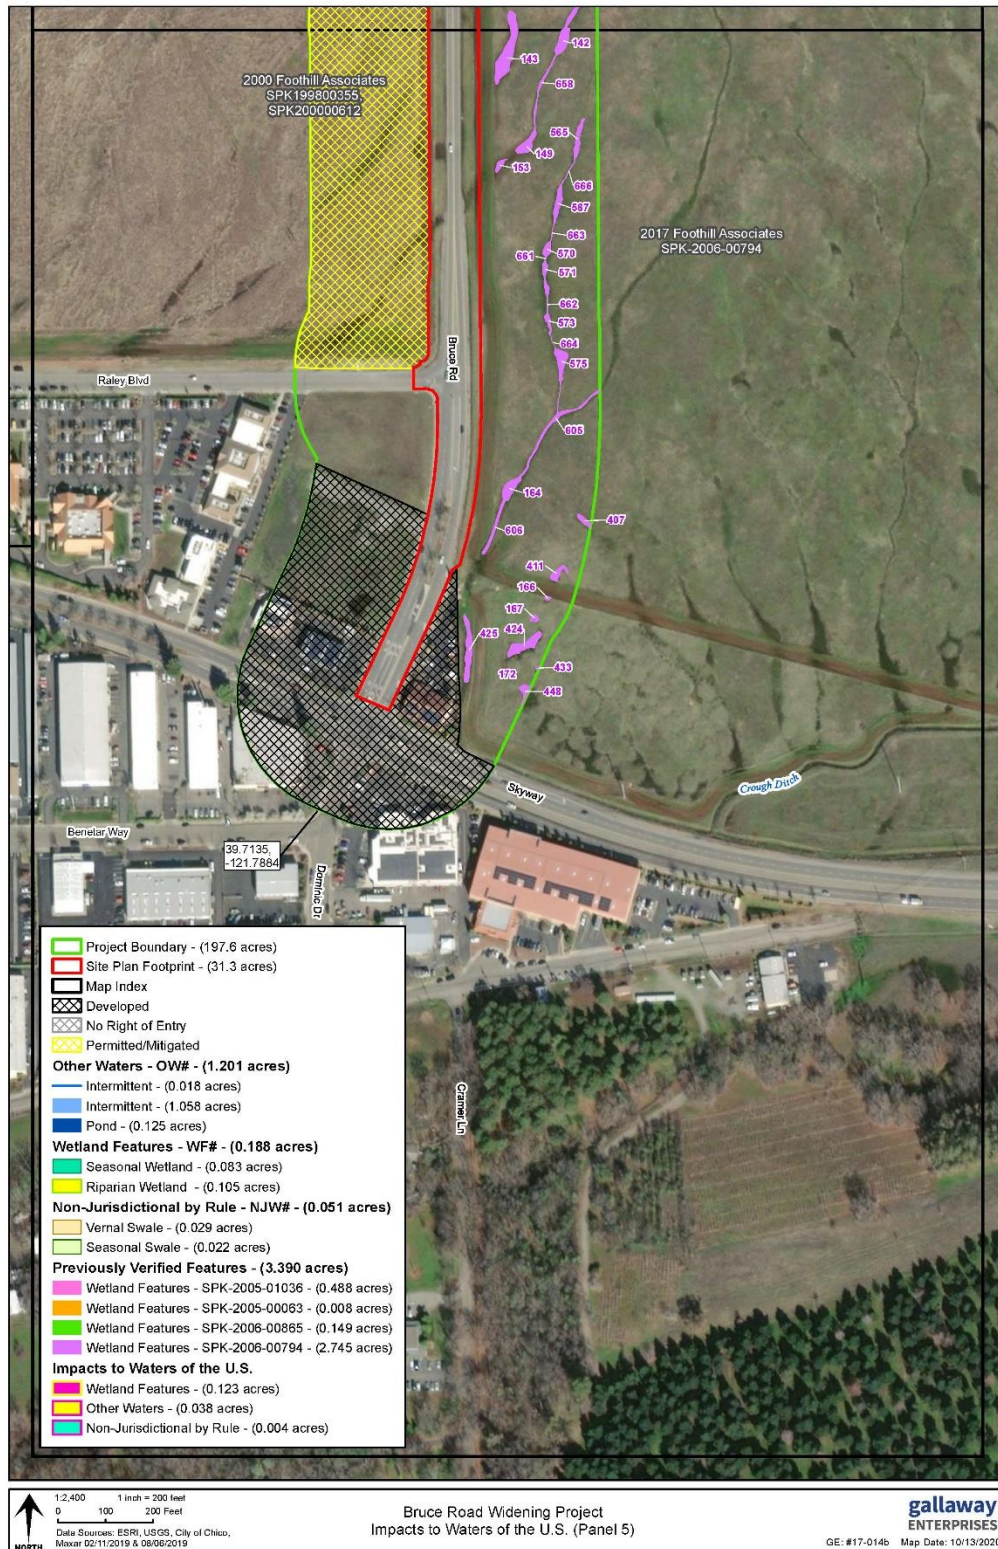 2000 Foothill Associates
SPK199800355,
SPK200000612
142
143
658
565
149
153
666
567
2017 Foothill Associates
SPK-2006-00794
663
570
661
571
662
573
664
575
Bruce Rd
Raley Blvd
605
164
407
606
411
166
167
424
425
433
172
448
Skyway
Crough Ditch
39.7135,
-121.7884
Dominic Dr
Cramer Ln
Project Boundary - (197.6 acres)
Site Plan Footprint - (31.3 acres)
Map Index
Developed
No Right of Entry
Permitted/Mitigated
Other Waters - OW# - (1.201 acres)
Intermittent - (0.018 acres)
Intermittent - (1.058 acres)
Pond - (0.125 acres)
Wetland Features - WF# - (0.188 acres)
Seasonal Wetland - (0.083 acres)
Riparian Wetland - (0.105 acres)
Non-Jurisdictional by Rule - NJW# - (0.051 acres)
Vernal Swale - (0.029 acres)
Seasonal Swale - (0.022 acres)
Previously Verified Features - (3.390 acres)
Wetland Features - SPK-2005-01036 - (0.488 acres)
Wetland Features - SPK-2005-00063 - (0.008 acres)
Wetland Features - SPK-2006-00865 - (0.149 acres)
Wetland Features - SPK-2006-00794 - (2.745 acres)
Impacts to Waters of the U.S.
Wetland Features - (0.123 acres)
Other Waters - (0.038 acres)
Non-Jurisdictional by Rule - (0.004 acres)
NORTH
1:2,400 1 inch = 200 feet
0 100 200 Feet
Data Sources: ESRI, USGS, City of Chico,
Maxar 02/11/2019 & 08/06/2019
Bruce Road Widening Project
Impacts to Waters of the U.S. (Panel 5)
gallaway
ENTERPRISES
GE: #17-014b Map Date: 10/13/2020